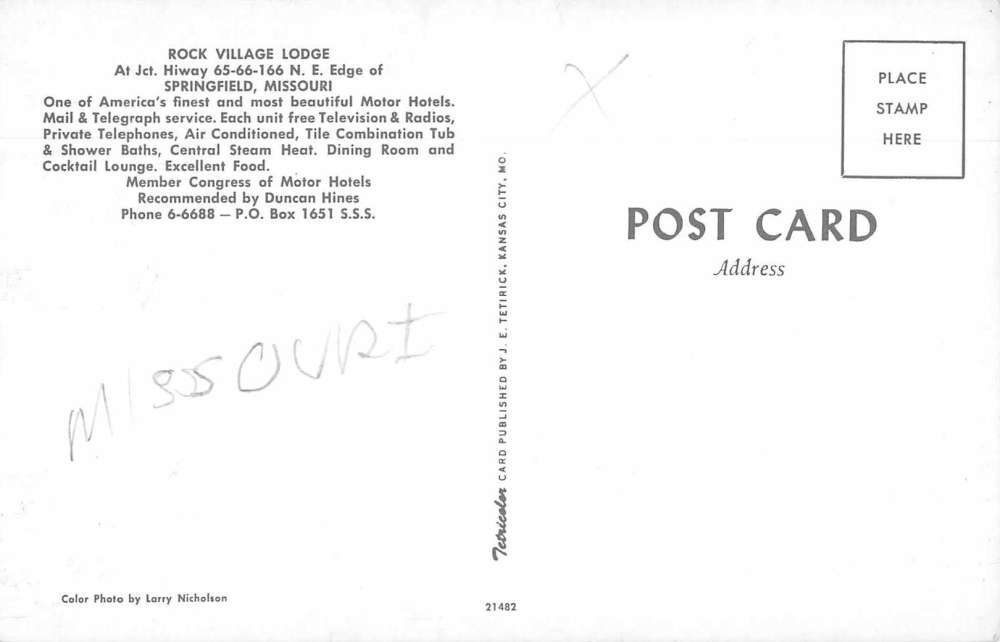 ROCK VILLAGE LODGE
At Jct. Hiway 65-66-166 N. E. Edge of
SPRINGFIELD, MISSOURI
One of America's finest and most beautiful Motor Hotels.
Mail & Telegraph service. Each unit free Television & Radios,
Private Telephones, Air Conditioned, Tile Combination Tub
& Shower Baths, Central Steam Heat. Dining Room and
Cocktail Lounge. Excellent Food.
Member Congress of Motor Hotels
Recommended by Duncan Hines
Phone 6-6688 — P.O. Box 1651 S.S.S.
MISSOURI
Color Photo by Larry Nicholson
Tetricolor CARD PUBLISHED BY J. E. TETIRICK, KANSAS CITY, MO.
21482
X
PLACE
STAMP
HERE
POST CARD
Address